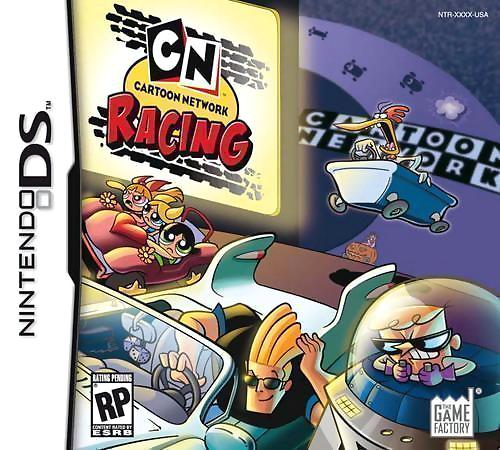 NTR-XXXX-USA
NINTENDO DS™
CN
CARTOON NETWORK
RACING
CARTOON
NETWORK
RATING PENDING
RP
CONTENT RATED BY
ESRB
THE
GAME
FACTORY